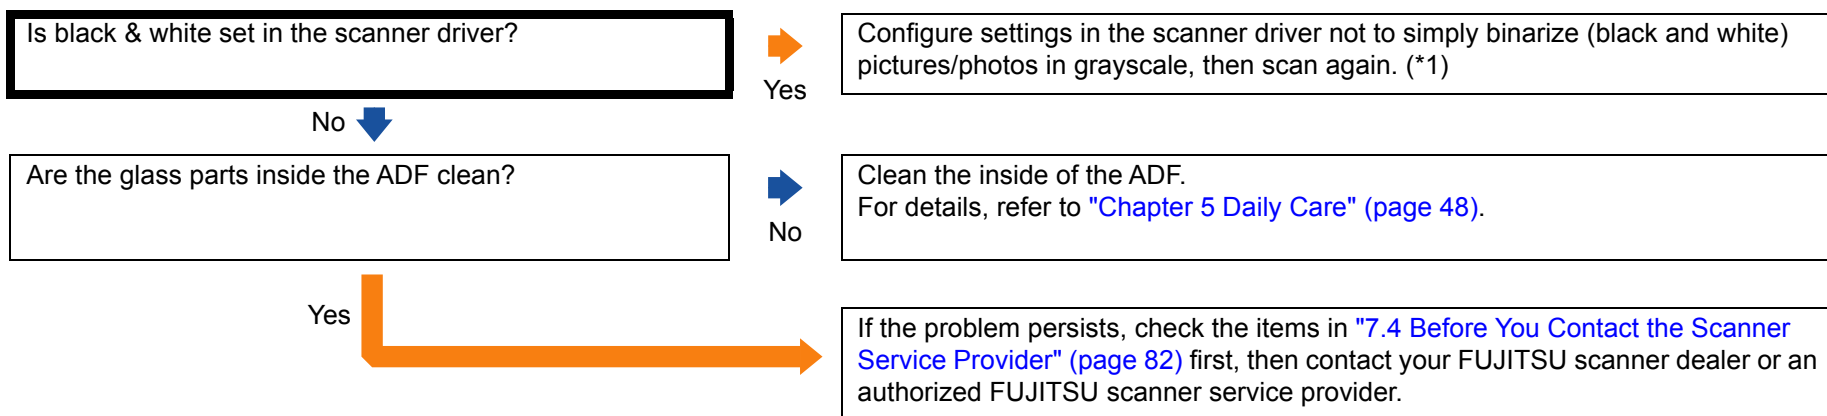 Is black & white set in the scanner driver?
Yes
Configure settings in the scanner driver not to simply binarize (black and white)
pictures/photos in grayscale, then scan again. (*1)
No
Are the glass parts inside the ADF clean?
No
Clean the inside of the ADF.
For details, refer to "Chapter 5 Daily Care" (page 48).
Yes
If the problem persists, check the items in "7.4 Before You Contact the Scanner
Service Provider" (page 82) first, then contact your FUJITSU scanner dealer or an
authorized FUJITSU scanner service provider.